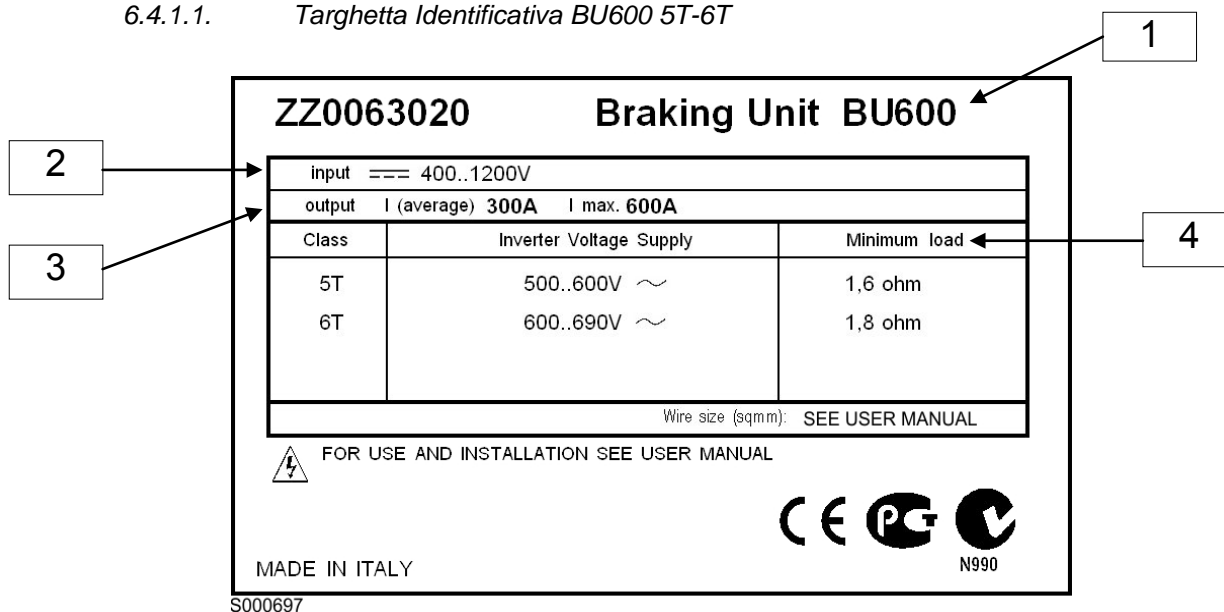 6.4.1.1. Targhetta Identificativa BU600 5T-6T
1
ZZ0063020 Braking Unit BU600
2
input 400..1200V
output I (average) 300A I max. 600A
3
4
Class Inverter Voltage Supply Minimum load
5T 500..600V ~ 1,6 ohm
6T 600..690V ~ 1,8 ohm
Wire size (sqmm): SEE USER MANUAL
FOR USE AND INSTALLATION SEE USER MANUAL
CE PCT
N990
MADE IN ITALY
S000697